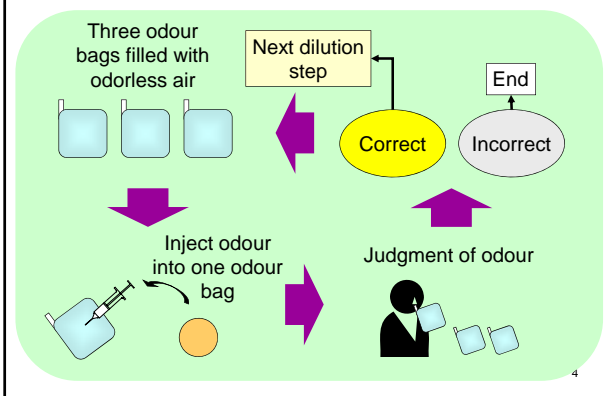 Three odour
bags filled with
odorless air
Next dilution
step
End
Correct
Incorrect
Inject odour
into one odour
bag
Judgment of odour
4